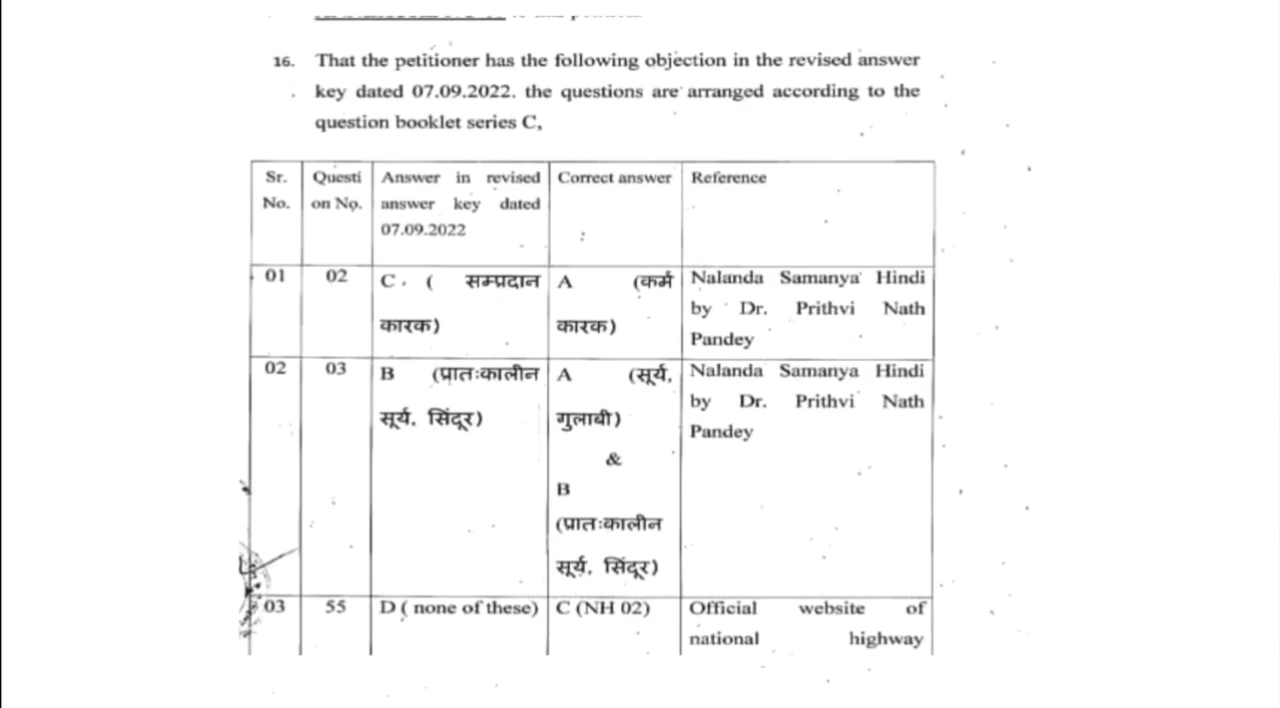 16. That the petitioner has the following objection in the revised answer
key dated 07.09.2022. the questions are arranged according to the
question booklet series C,
Sr. No. | Questi on No. | Answer in revised answer key dated 07.09.2022 | Correct answer | Reference
01 | 02 | C. ( सम्प्रदान कारक) | A (कर्म कारक) | Nalanda Samanya Hindi by Dr. Prithvi Nath Pandey
02 | 03 | B (प्रातःकालीन सूर्य, सिंदूर) | A (सूर्य, गुलाबी) & B (प्रातःकालीन सूर्य, सिंदूर) | Nalanda Samanya Hindi by Dr. Prithvi Nath Pandey
03 | 55 | D ( none of these) | C (NH 02) | Official website of national highway